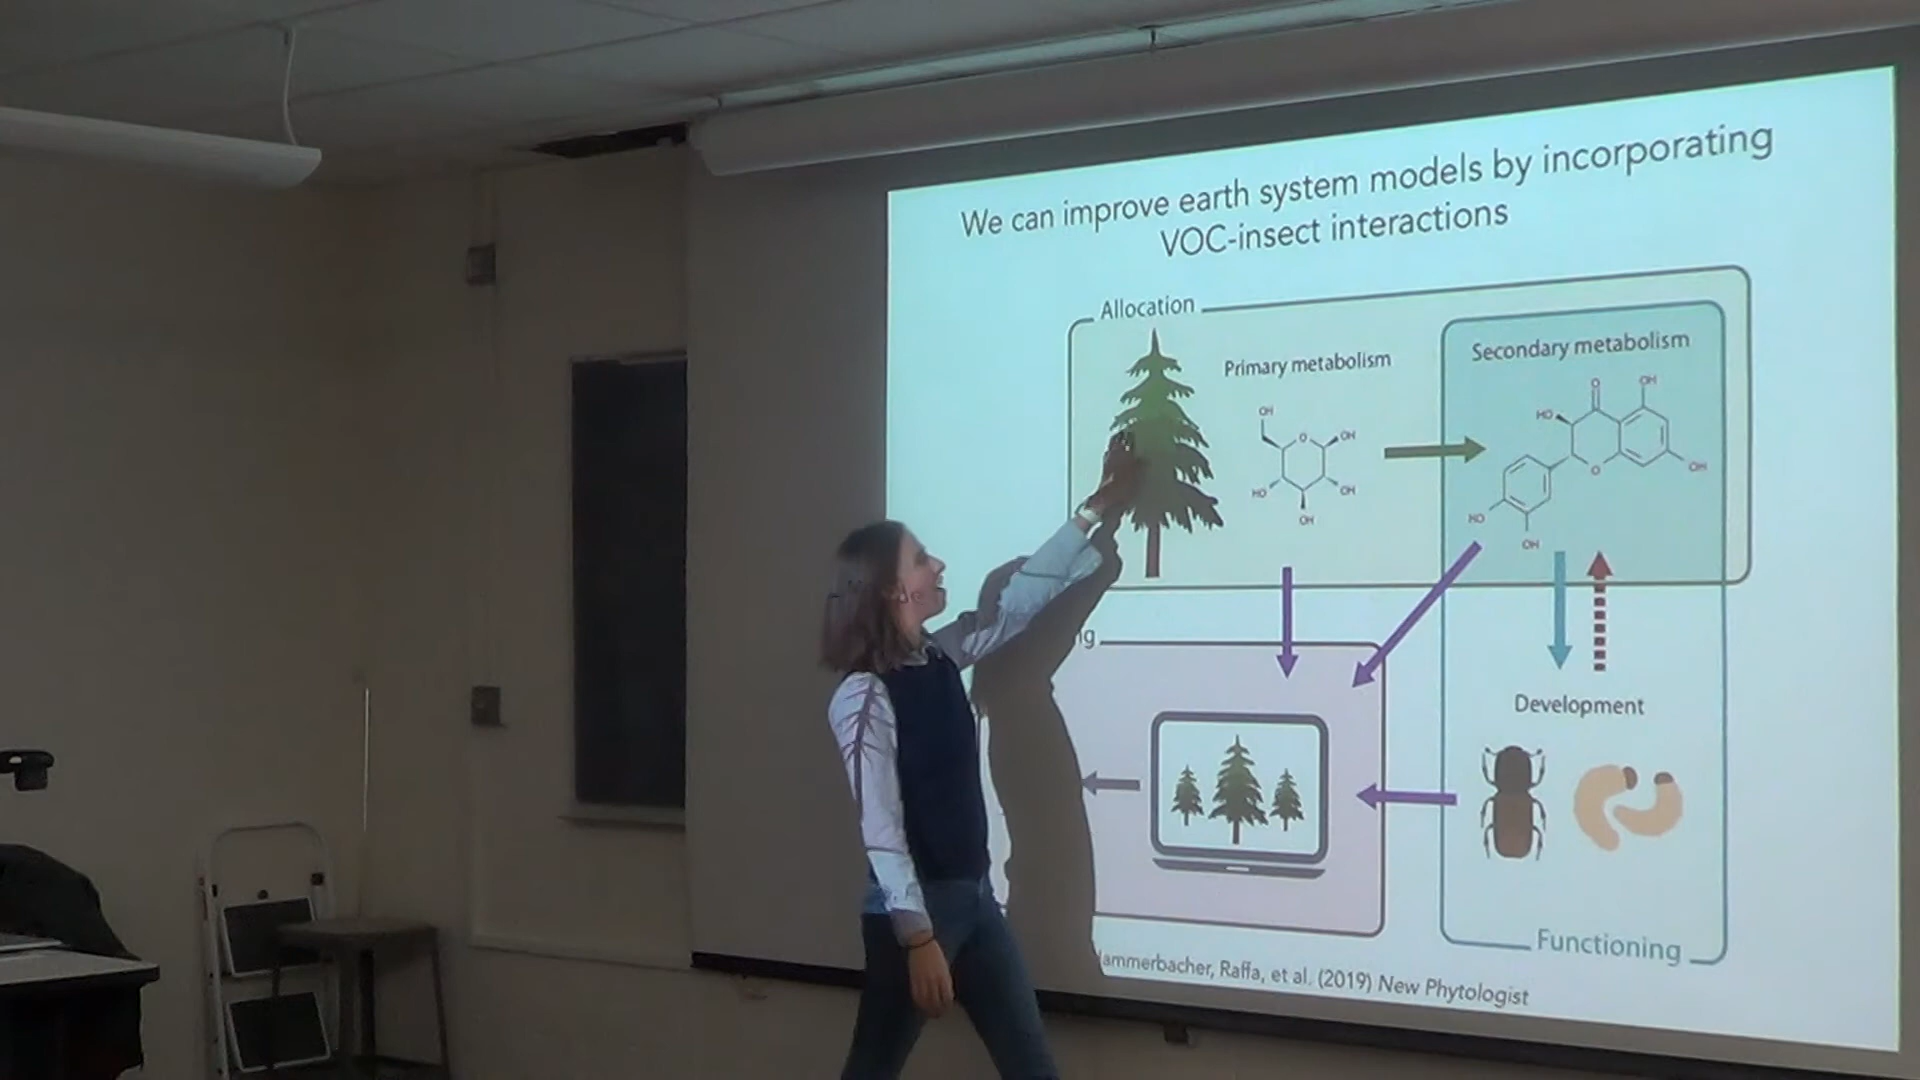 We can improve earth system models by incorporating
VOC-insect interactions
Allocation
Primary metabolism
Secondary metabolism
OH
O
OH
HO
OH
HO
OH
OH
O
OH
HO
O
OH
HO
OH
Development
Functioning
Raffa, et al. (2019) New Phytologist